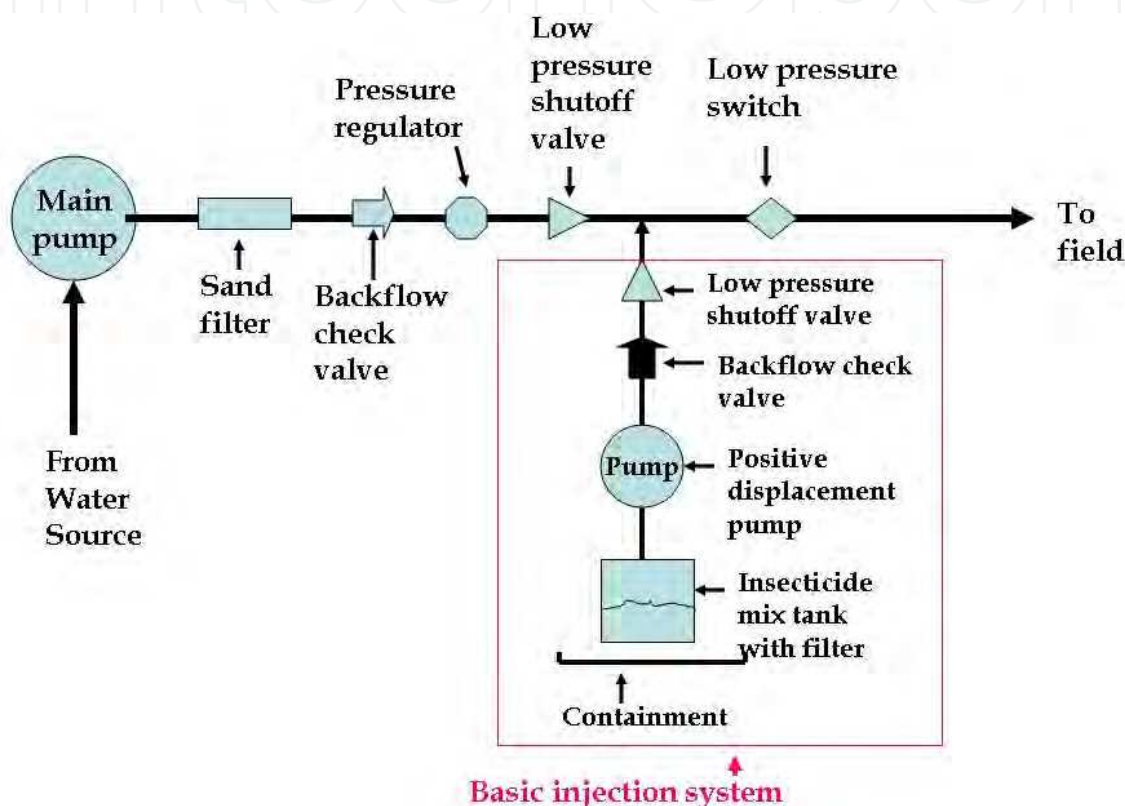 Low
pressure
shutoff
valve
Low pressure
switch
Pressure
regulator
Main
pump
To
field
Sand
filter
Backflow
check
valve
Low pressure
shutoff valve
Backflow check
valve
From
Water
Source
Pump
Positive
displacement
pump
Insecticide
mix tank
with filter
Containment
Basic injection system